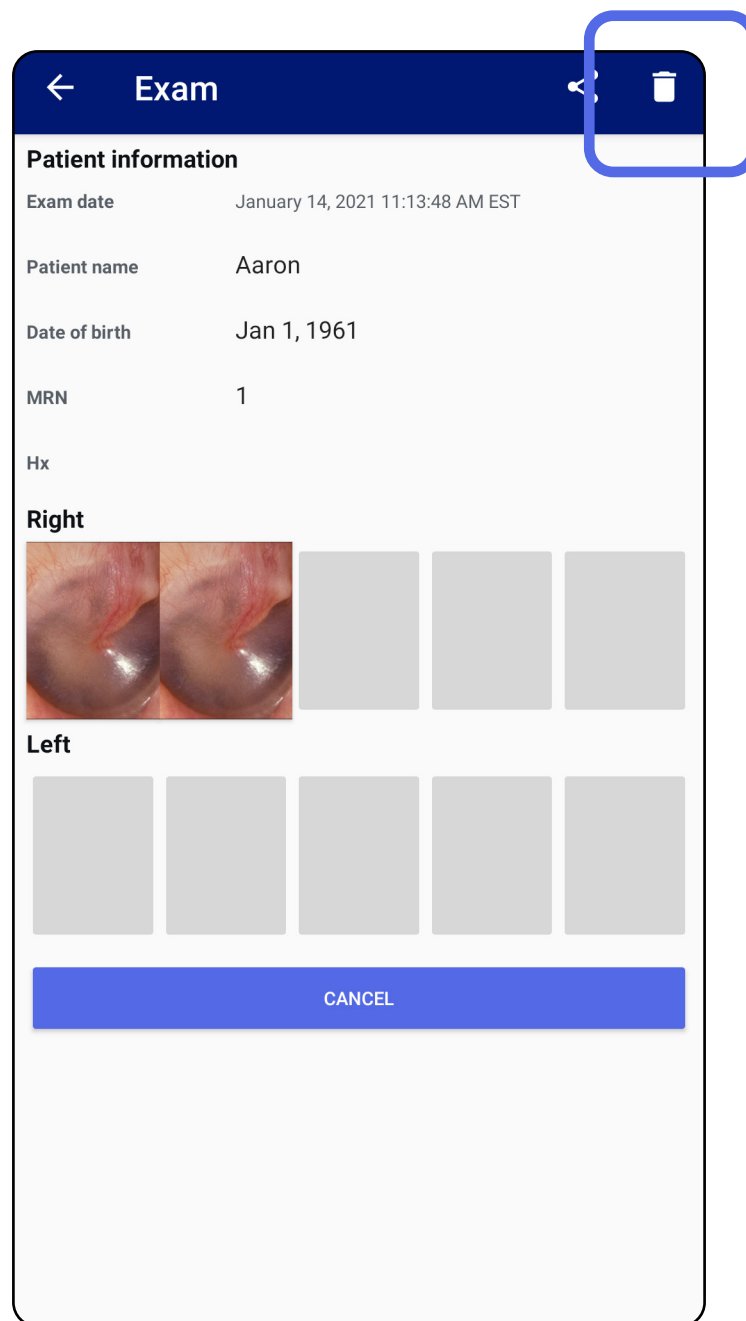 Exam
Patient information
Exam date January 14, 2021 11:13:48 AM EST
Patient name Aaron
Date of birth Jan 1, 1961
MRN 1
Hx
Right
Left
CANCEL